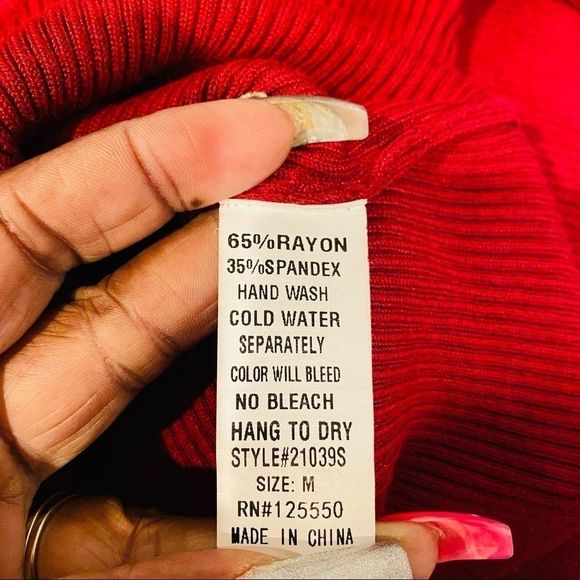 65%RAYON
35%SPANDEX
HAND WASH
COLD WATER
SEPARATELY
COLOR WILL BLEED
NO BLEACH
HANG TO DRY
STYLE#21039S
SIZE: M
RN#125550
MADE IN CHINA